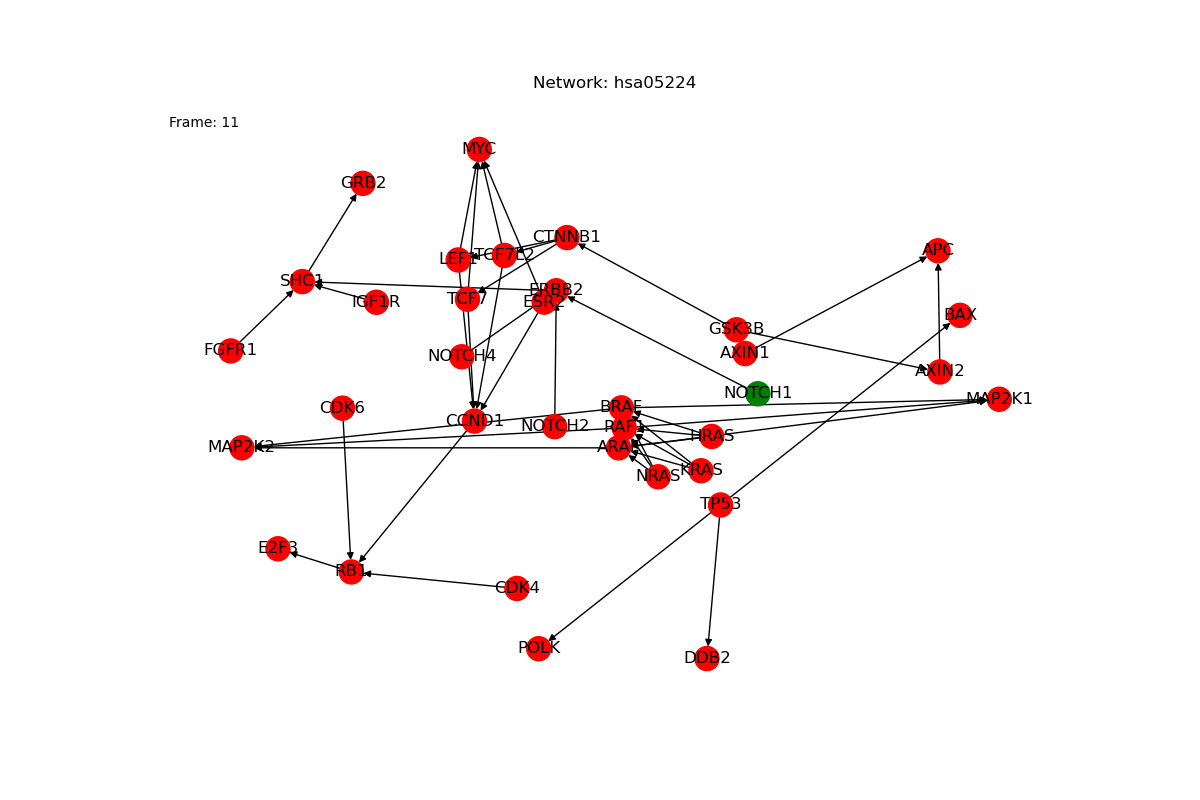 Network: hsa05224
Frame: 11
MYC
GRB2
CTNNB1
APC
TCF7L2
LEF1
SHC1
ERBB2
TCF7
IGF1R
ESR2
BAX
GSK3B
FGFR1
AXIN1
NOTCH4
AXIN2
NOTCH1
MAP2K1
CDK6
BRAF
CCND1
NOTCH2
RAF1
HRAS
MAP2K2
ARAF
KRAS
NRAS
TP53
E2F3
RB1
CDK4
POLK
DDB2